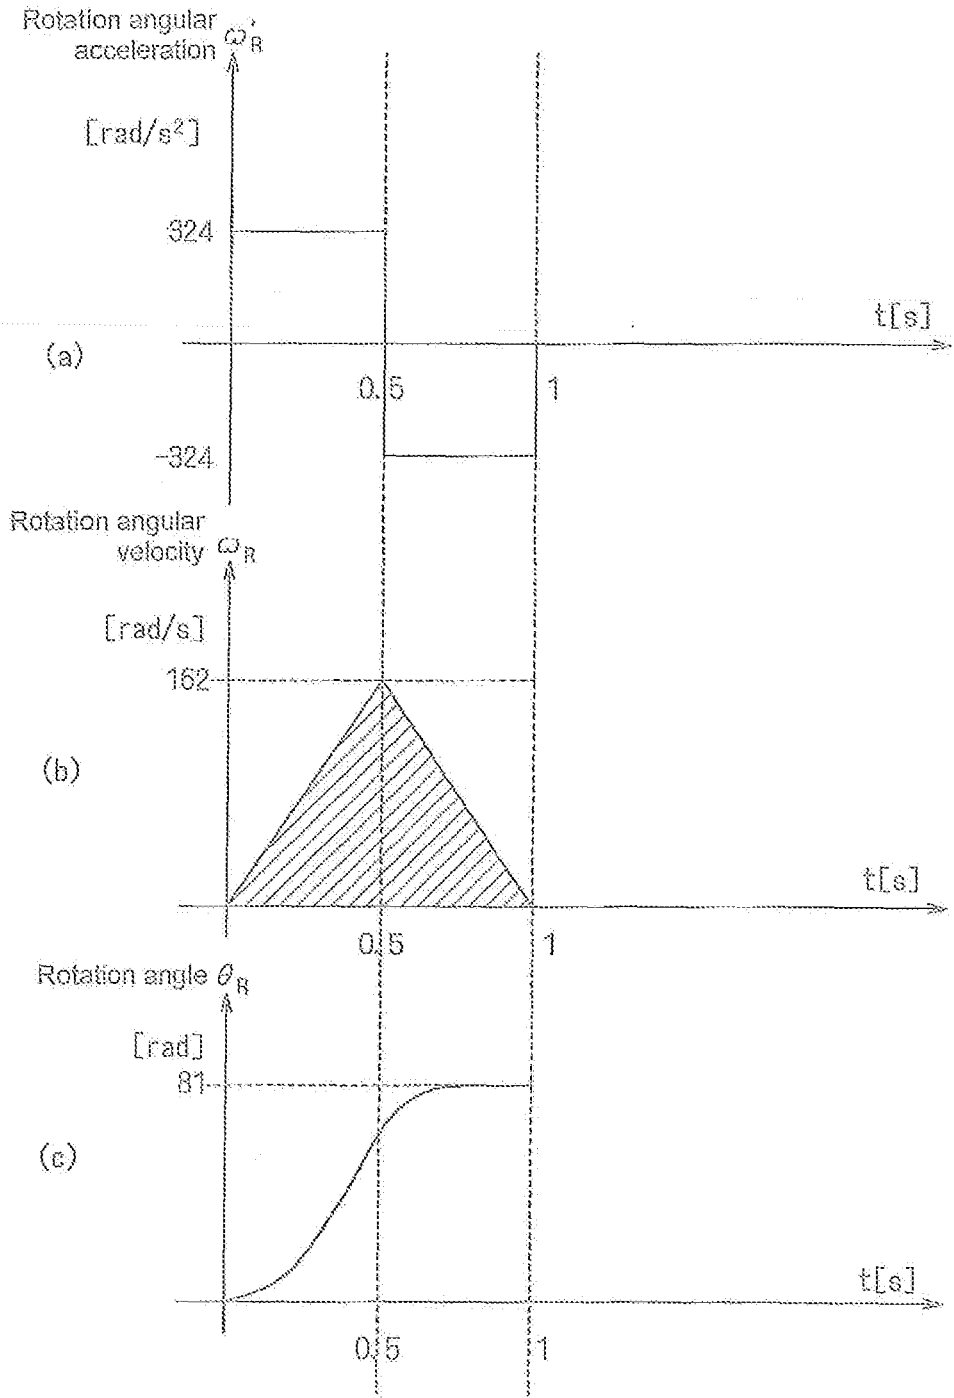 Rotation angular
acceleration ω̇R
[rad/s²]
324
t[s]
(a)
0.5
1
-324
Rotation angular
velocity ωR
[rad/s]
162
(b)
t[s]
0.5
1
Rotation angle θR
[rad]
81
(c)
t[s]
0.5
1